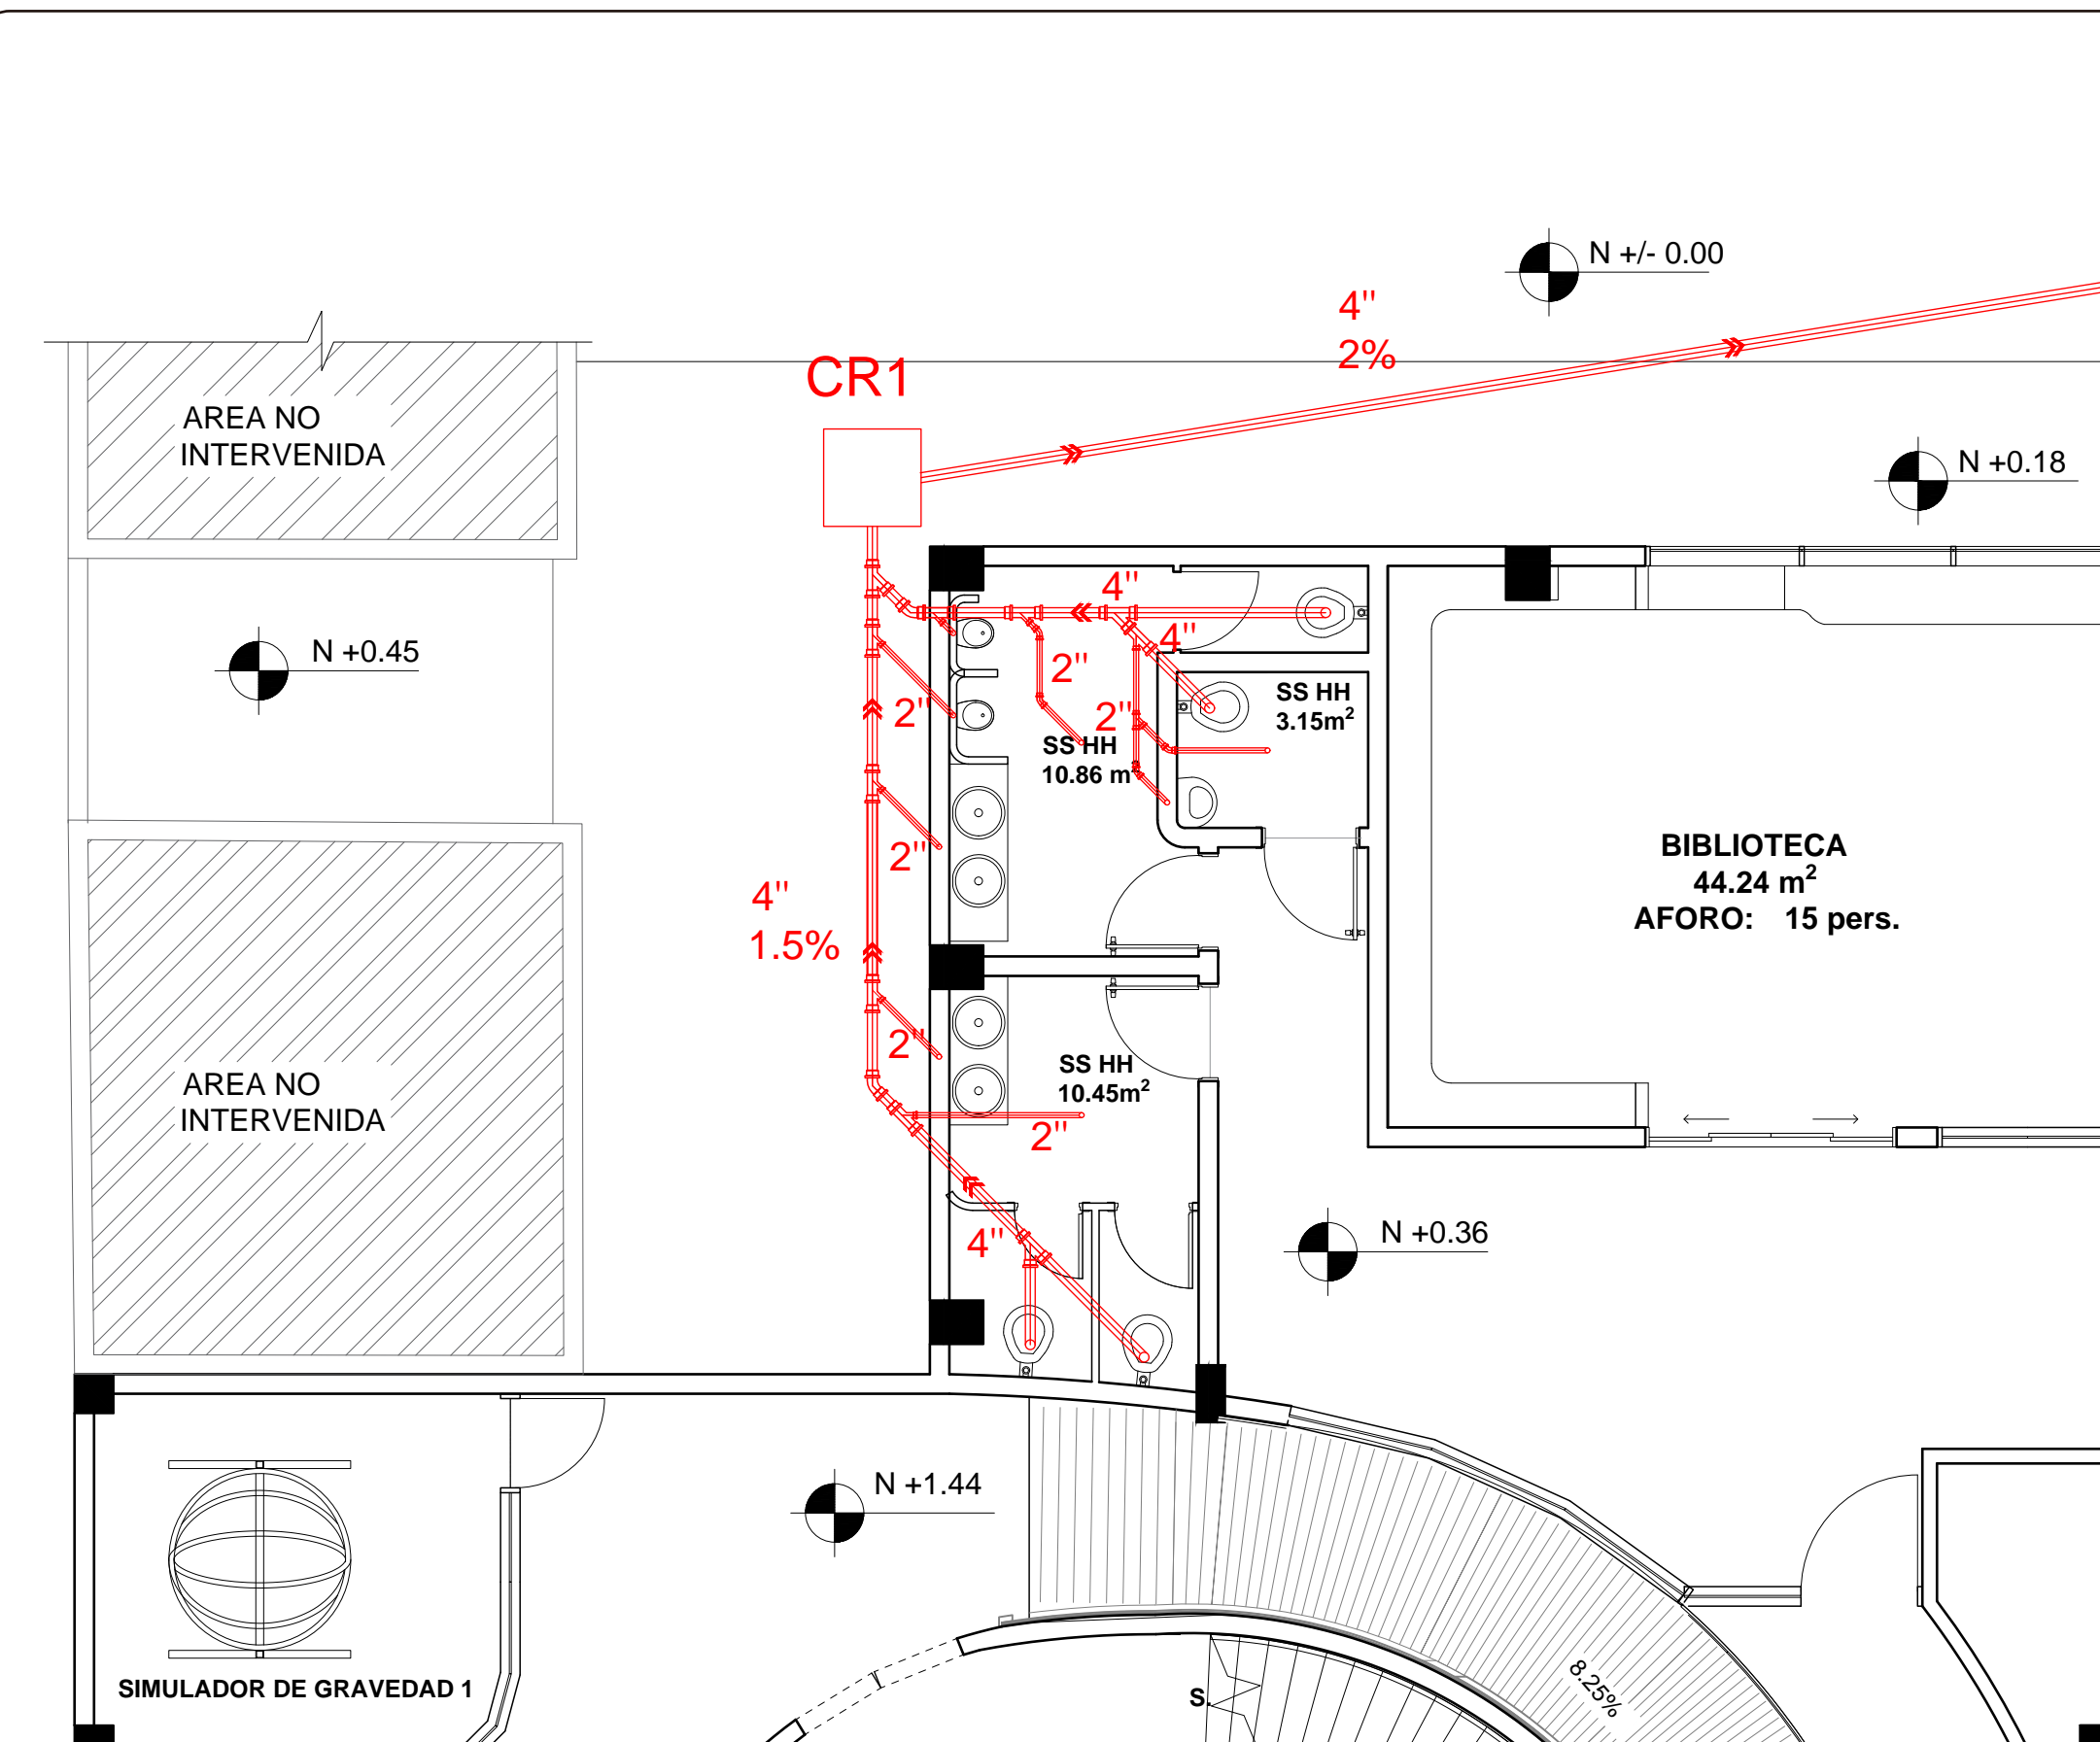 N +/- 0.00
4"
2%
CR1
AREA NO
INTERVENIDA
N +0.18
4"
4"
N +0.45
2"
2"
2"
SS HH
3.15m²
SS HH
10.86 m²
2"
BIBLIOTECA
44.24 m²
AFORO: 15 pers.
4"
1.5%
2"
SS HH
10.45m²
AREA NO
INTERVENIDA
2"
4"
N +0.36
N +1.44
SIMULADOR DE GRAVEDAD 1
S.
8.25%